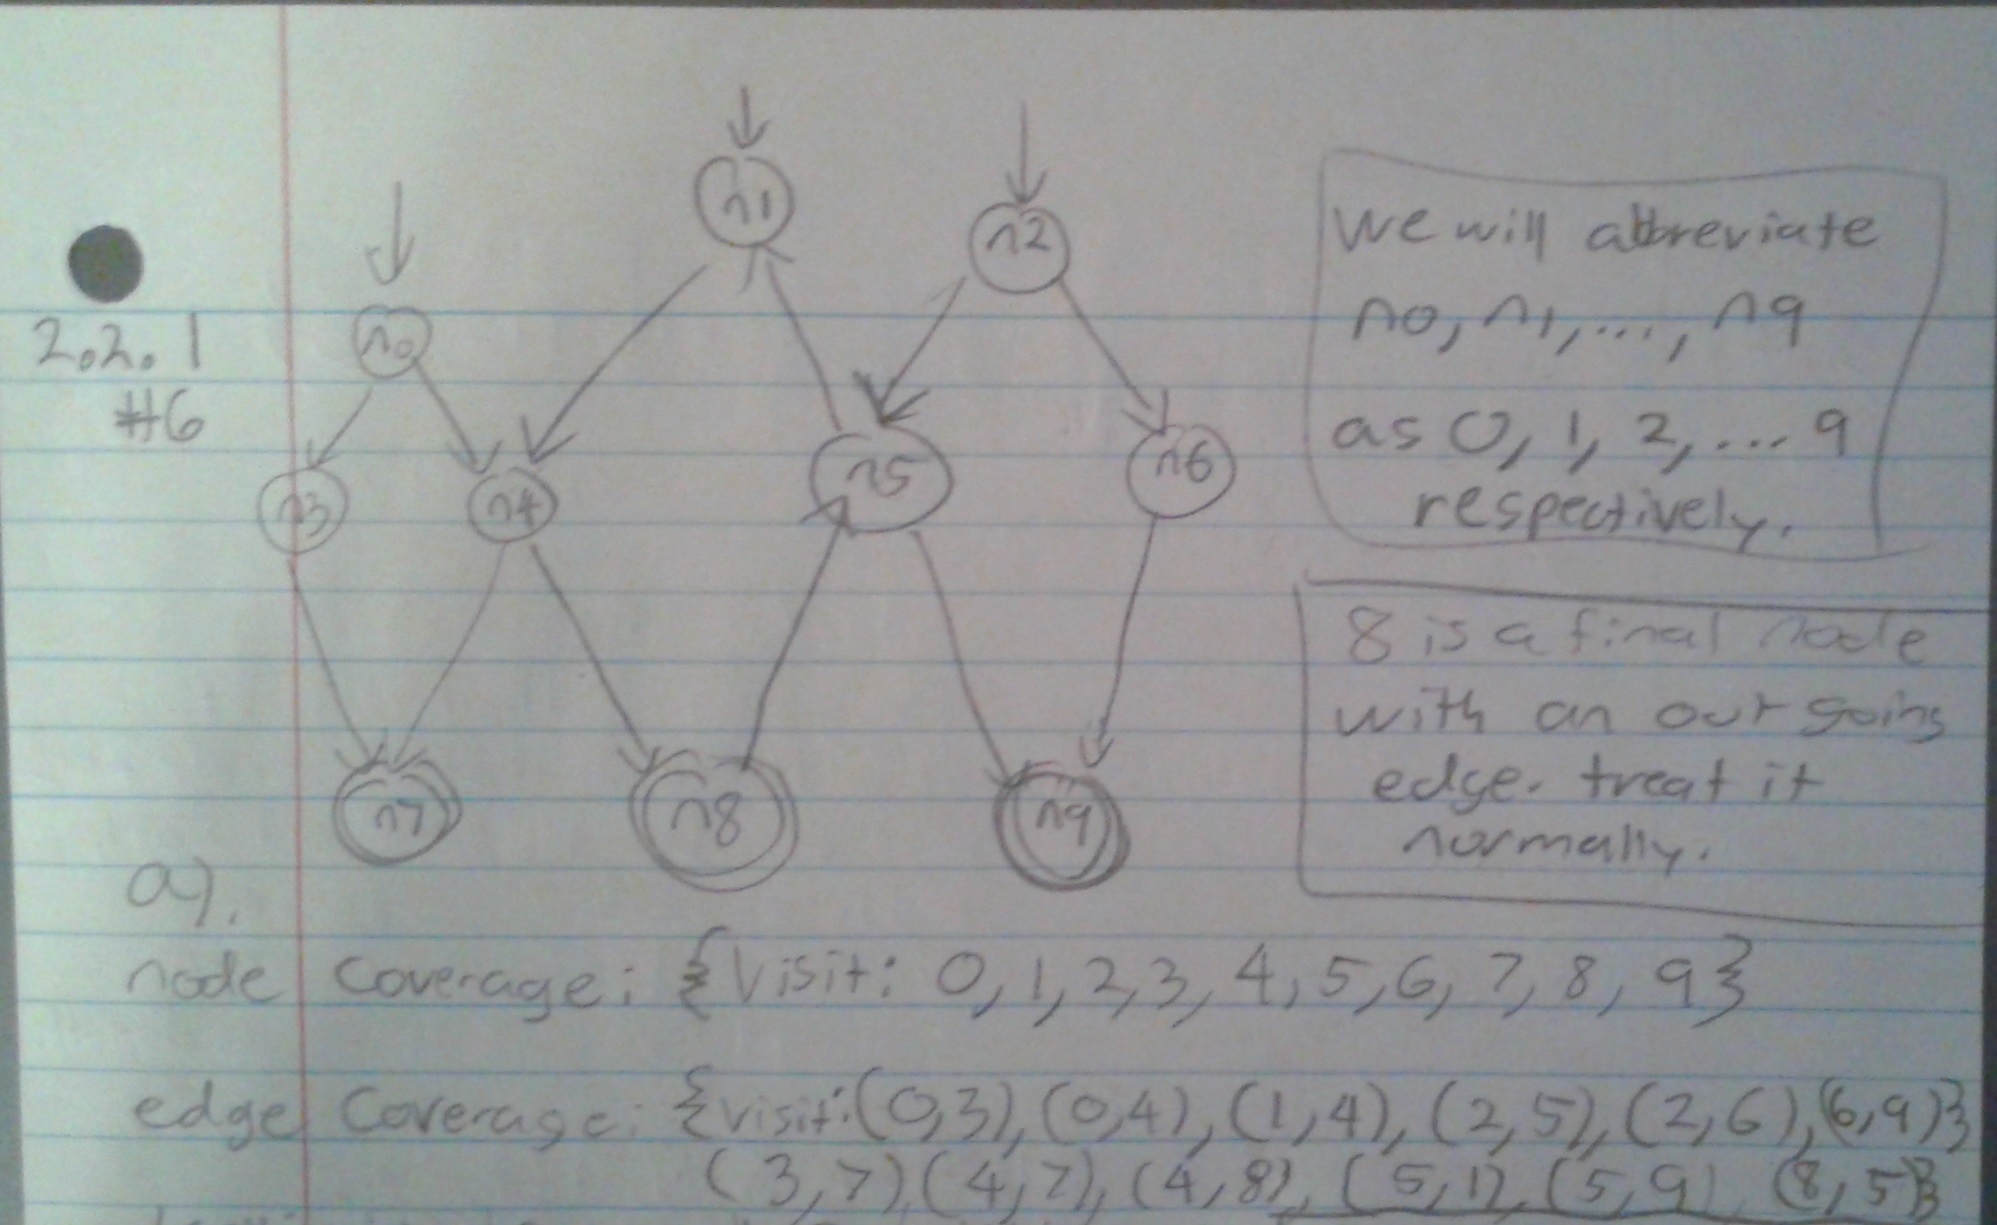 2.2.1
#6
n0
n1
n2
n3
n4
n5
n6
n7
n8
n9
We will abbreviate
n0, n1, ..., n9
as 0, 1, 2, ... 9
respectively.
8 is a final node
with an outgoing
edge. treat it
normally.
a).
node coverage: {Visit: 0, 1, 2, 3, 4, 5, 6, 7, 8, 9}
edge coverage: {visit: (0,3), (0,4), (1,4), (2,5), (2,6), (6,9)}
(3,7), (4,7), (4,8), (5,1), (5,9), (8,5)}